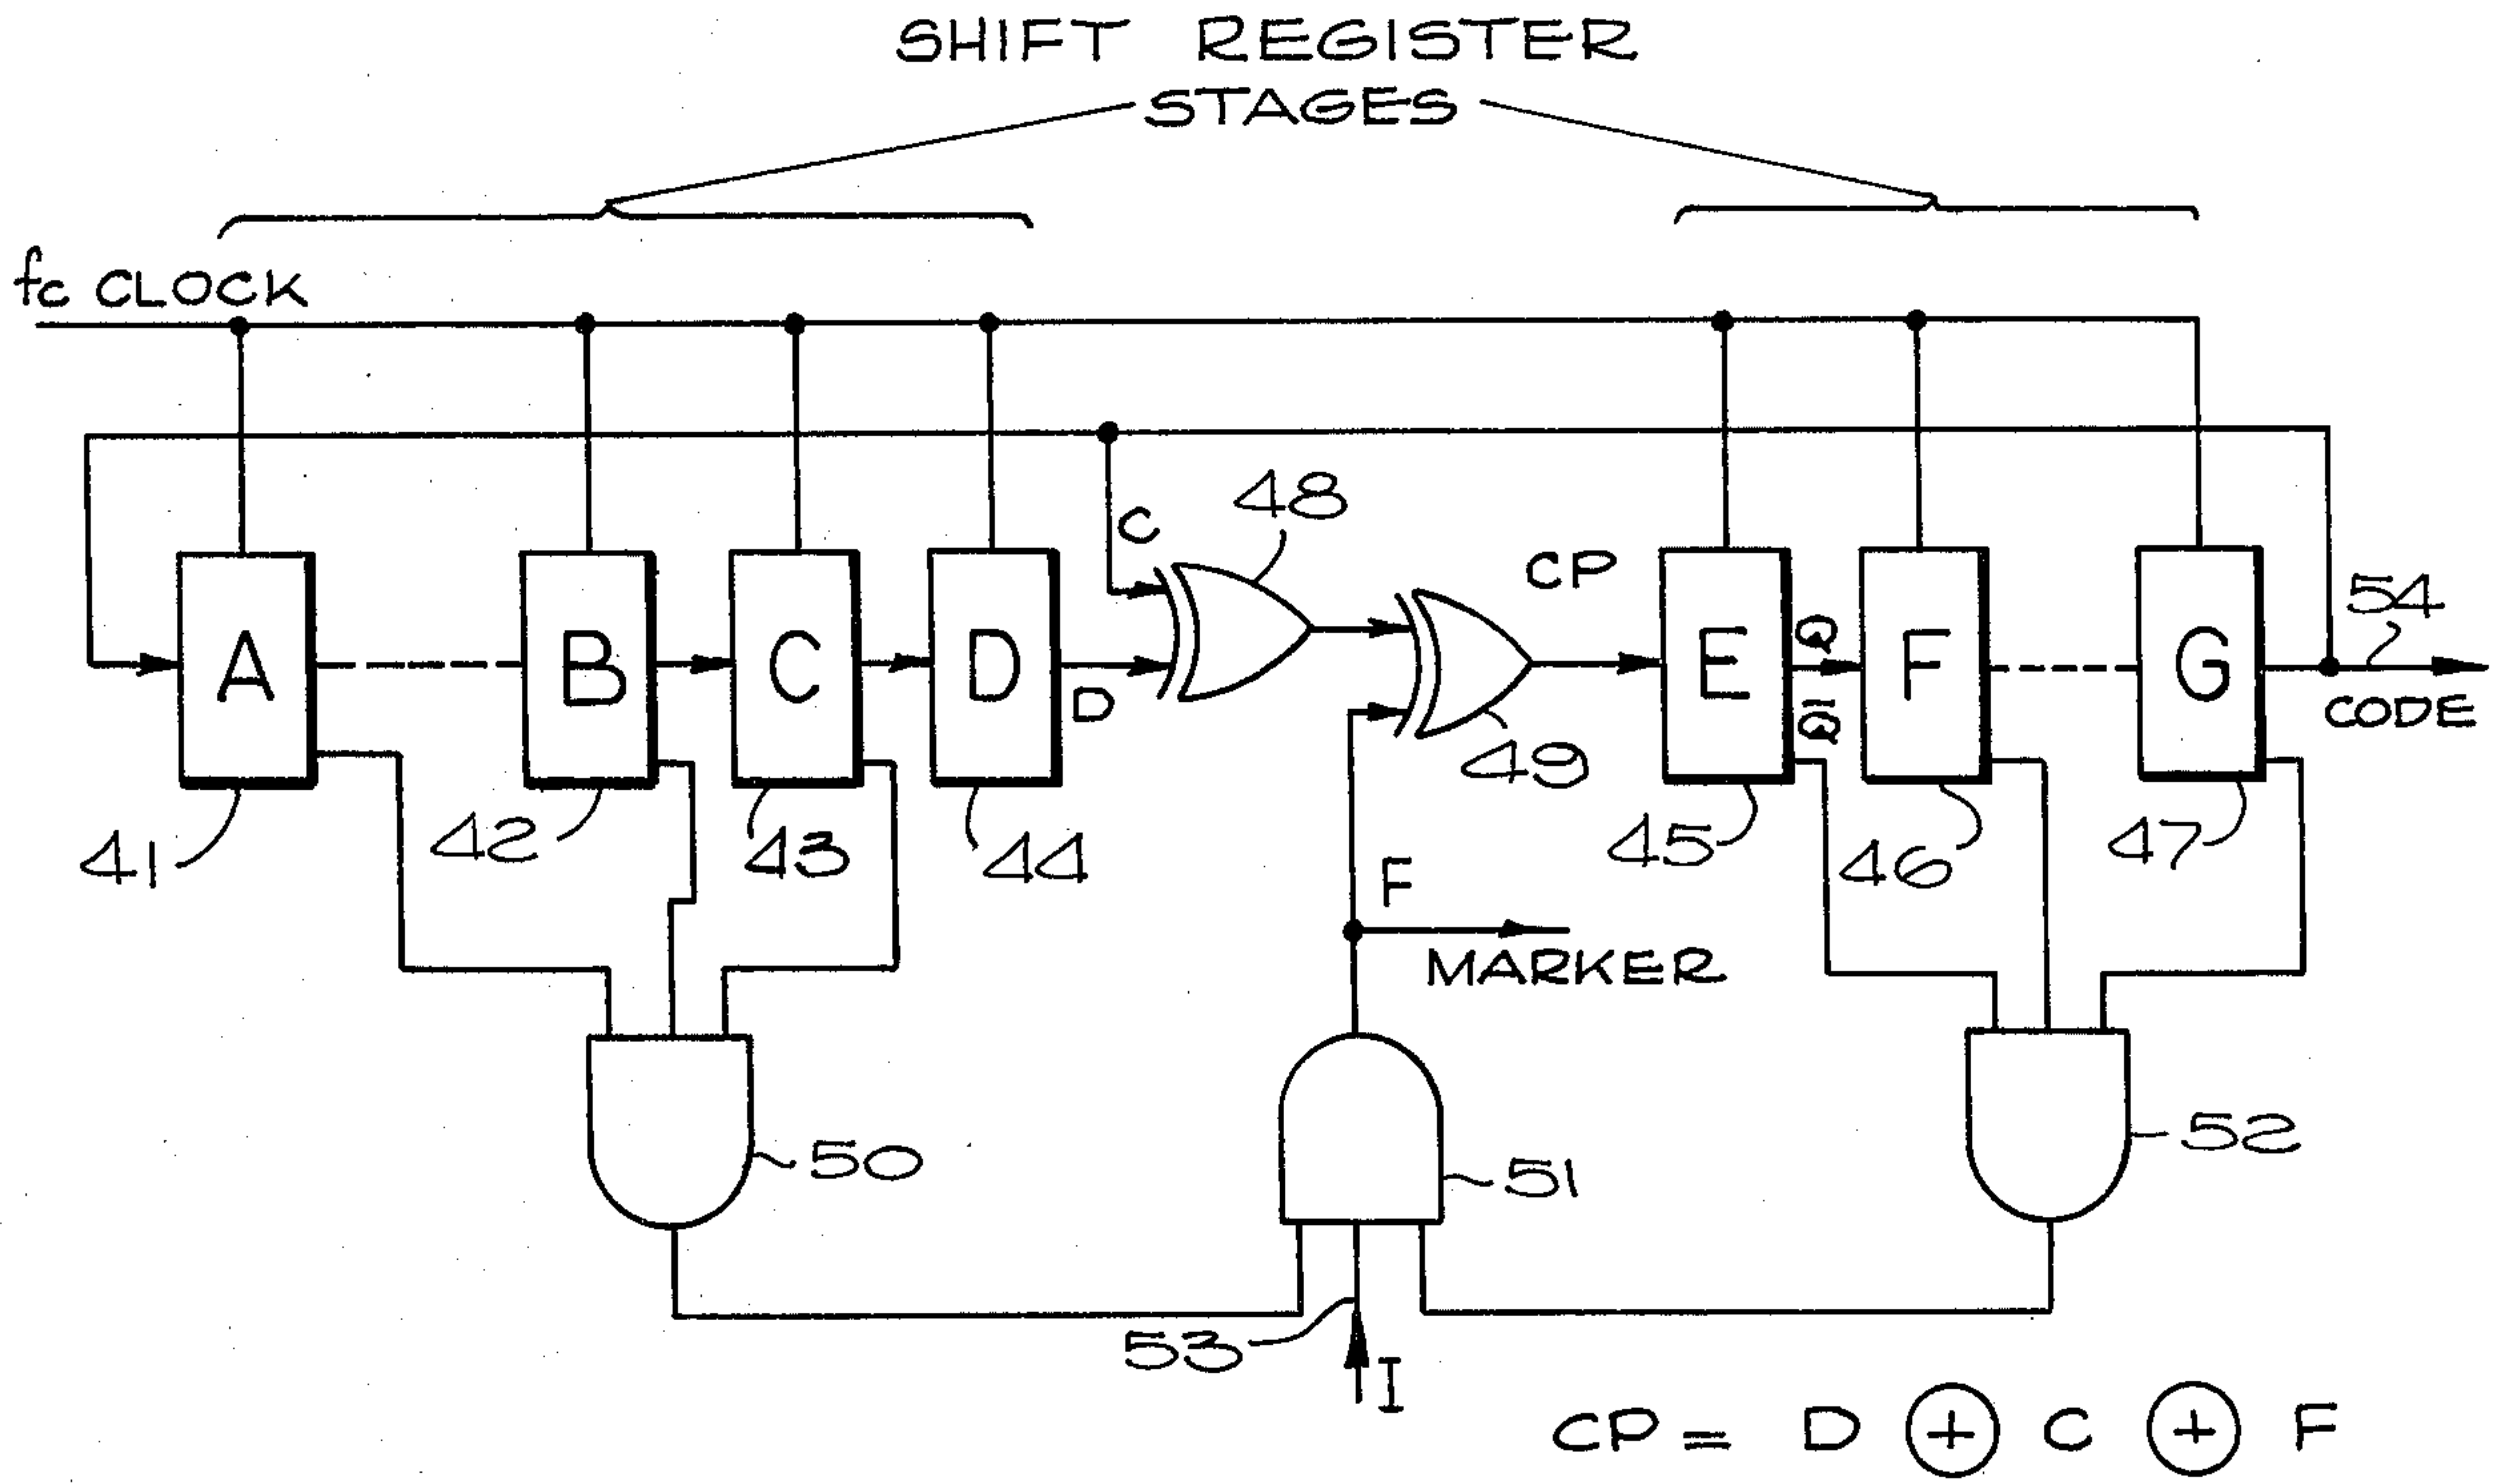 SHIFT REGISTER
STAGES
fc CLOCK
C
48
CP
54
A
B
C
D
E
Q
F
G
D
Q̅
CODE
49
41
42
43
44
45
46
47
F
MARKER
50
51
52
53
I
CP = D ⊕ C ⊕ F